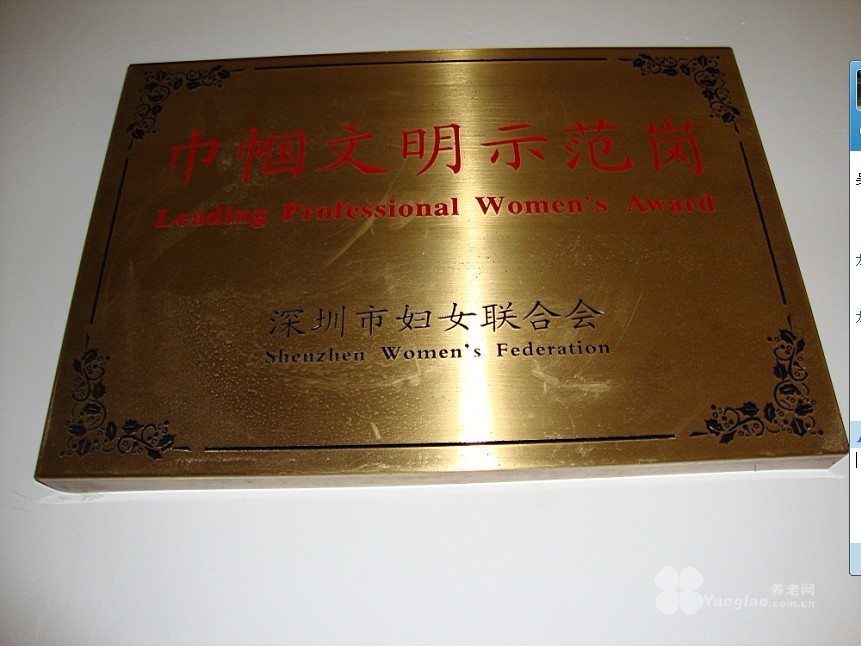 巾帼文明示范岗
Leading Professional Women's Award
深圳市妇女联合会
Shenzhen Women's Federation
养老网
Yanglao.com.cn